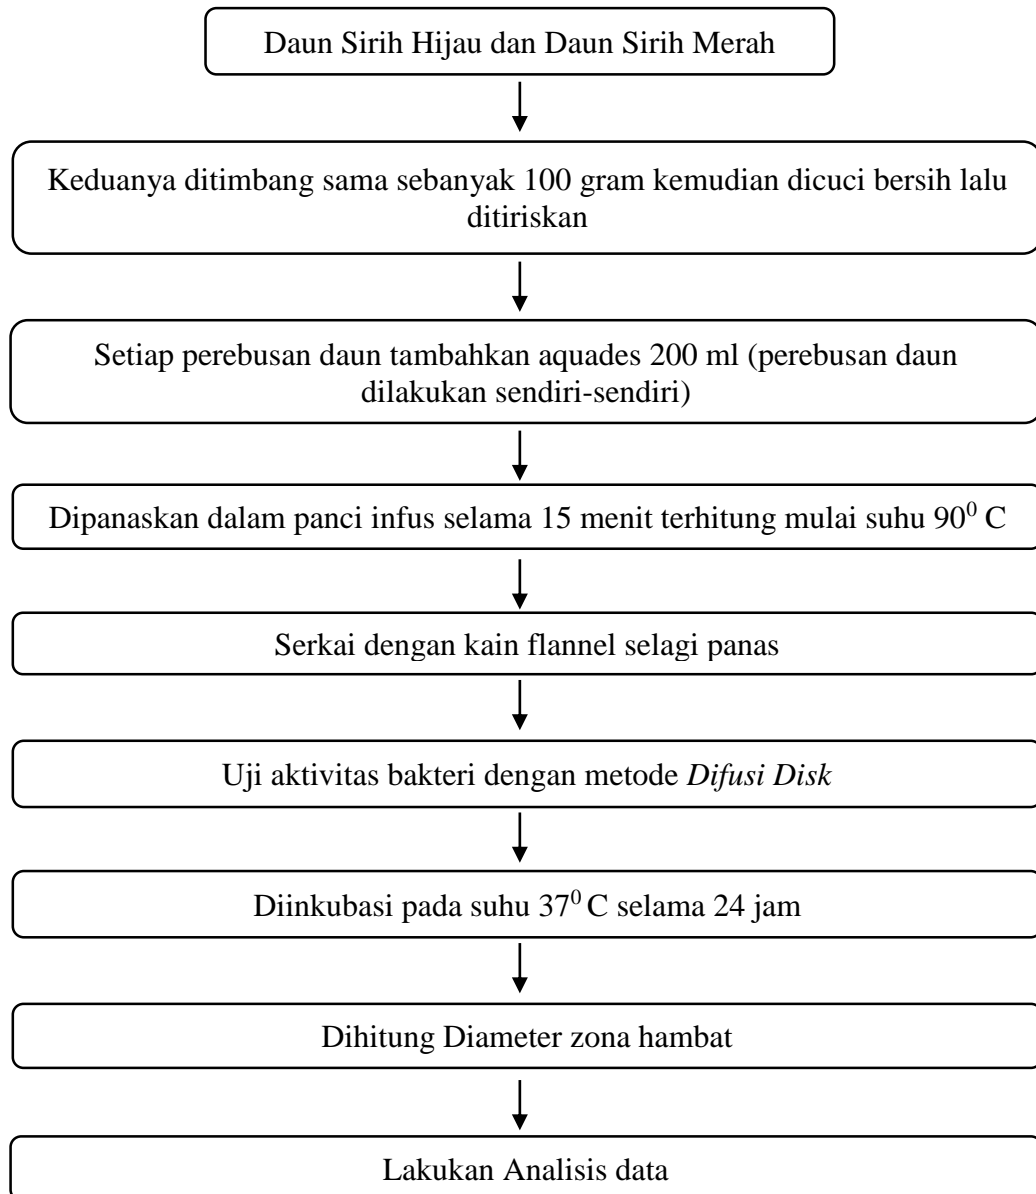 Daun Sirih Hijau dan Daun Sirih Merah
Keduanya ditimbang sama sebanyak 100 gram kemudian dicuci bersih lalu
ditiriskan
Setiap perebusan daun tambahkan aquades 200 ml (perebusan daun
dilakukan sendiri-sendiri)
Dipanaskan dalam panci infus selama 15 menit terhitung mulai suhu 90⁰ C
Serkai dengan kain flannel selagi panas
Uji aktivitas bakteri dengan metode Difusi Disk
Diinkubasi pada suhu 37⁰ C selama 24 jam
Dihitung Diameter zona hambat
Lakukan Analisis data